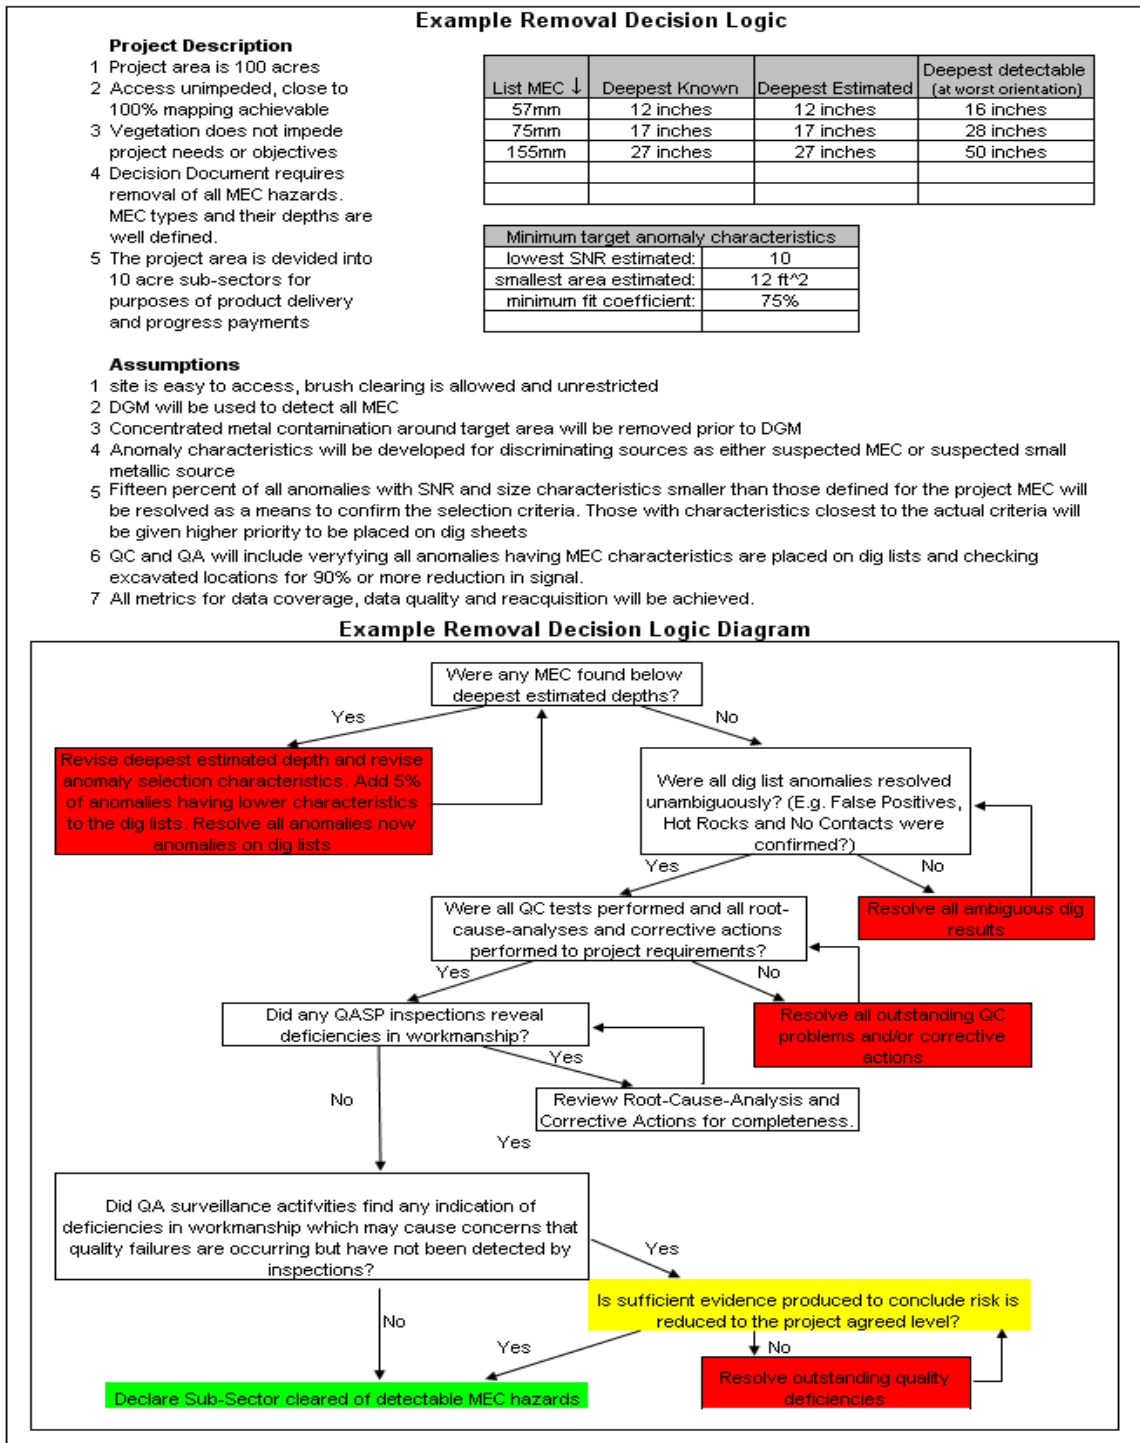 Example Removal Decision Logic
Project Description
1 Project area is 100 acres
2 Access unimpeded, close to
100% mapping achievable
3 Vegetation does not impede
project needs or objectives
4 Decision Document requires
removal of all MEC hazards.
MEC types and their depths are
well defined.
5 The project area is devided into
10 acre sub-sectors for
purposes of product delivery
and progress payments
List MEC ↓ Deepest Known Deepest Estimated Deepest detectable
(at worst orientation)
57mm 12 inches 12 inches 16 inches
75mm 17 inches 17 inches 28 inches
155mm 27 inches 27 inches 50 inches
Minimum target anomaly characteristics
lowest SNR estimated: 10
smallest area estimated: 12 ft^2
minimum fit coefficient: 75%
Assumptions
1 site is easy to access, brush clearing is allowed and unrestricted
2 DGM will be used to detect all MEC
3 Concentrated metal contamination around target area will be removed prior to DGM
4 Anomaly characteristics will be developed for discriminating sources as either suspected MEC or suspected small
metallic source
5 Fifteen percent of all anomalies with SNR and size characteristics smaller than those defined for the project MEC will
be resolved as a means to confirm the selection criteria. Those with characteristics closest to the actual criteria will
be given higher priority to be placed on dig sheets
6 QC and QA will include veryfying all anomalies having MEC characteristics are placed on dig lists and checking
excavated locations for 90% or more reduction in signal.
7 All metrics for data coverage, data quality and reacquisition will be achieved.
Example Removal Decision Logic Diagram
Were any MEC found below
deepest estimated depths?
Yes
No
Revise deepest estimated depth and revise
anomaly selection characteristics. Add 5%
of anomalies having lower characteristics
to the dig lists. Resolve all anomalies now
anomalies on dig lists
Were all dig list anomalies resolved
unambiguously? (E.g. False Positives,
Hot Rocks and No Contacts were
confirmed?)
Yes
No
Resolve all ambiguous dig
results
Were all QC tests performed and all root-
cause-analyses and corrective actions
performed to project requirements?
Yes
No
Resolve all outstanding QC
problems and/or corrective
actions
Did any QASP inspections reveal
deficiencies in workmanship?
Yes
No
Review Root-Cause-Analysis and
Corrective Actions for completeness.
Yes
Did QA surveillance actifvities find any indication of
deficiencies in workmanship which may cause concerns that
quality failures are occurring but have not been detected by
inspections?
Yes
No
Is sufficient evidence produced to conclude risk is
reduced to the project agreed level?
Yes
No
Resolve outstanding quality
deficiencies
Declare Sub-Sector cleared of detectable MEC hazards